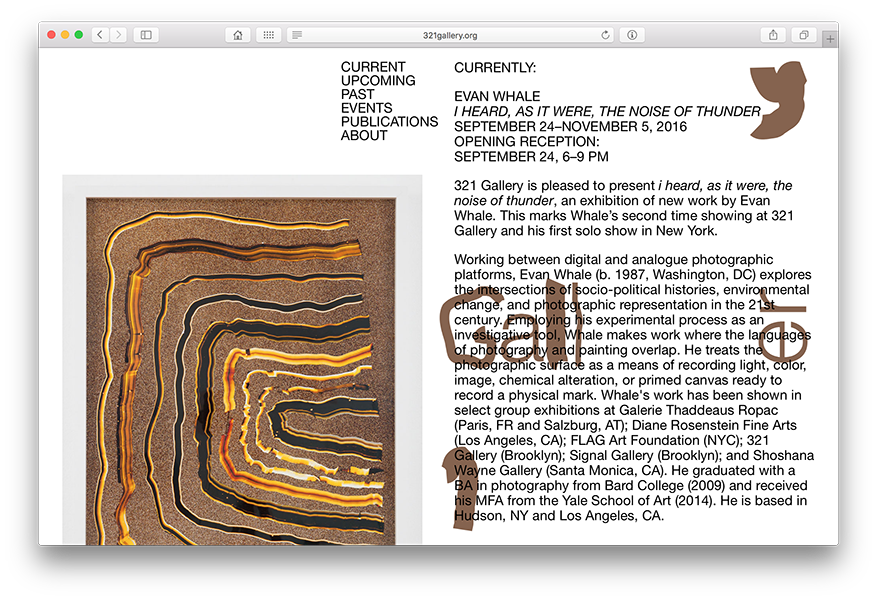 321gallery.org
CURRENT
UPCOMING
PAST
EVENTS
PUBLICATIONS
ABOUT
CURRENTLY:
EVAN WHALE
I HEARD, AS IT WERE, THE NOISE OF THUNDER
SEPTEMBER 24–NOVEMBER 5, 2016
OPENING RECEPTION:
SEPTEMBER 24, 6–9 PM
321 Gallery is pleased to present i heard, as it were, the
noise of thunder, an exhibition of new work by Evan
Whale. This marks Whale’s second time showing at 321
Gallery and his first solo show in New York.
Working between digital and analogue photographic
platforms, Evan Whale (b. 1987, Washington, DC) explores
the intersections of socio-political histories, environmental
change, and photographic representation in the 21st
century. Employing his experimental process as an
investigative tool, Whale makes work where the languages
of photography and painting overlap. He treats the
photographic surface as a means of recording light, color,
image, chemical alteration, or primed canvas ready to
record a physical mark. Whale's work has been shown in
select group exhibitions at Galerie Thaddeaus Ropac
(Paris, FR and Salzburg, AT); Diane Rosenstein Fine Arts
(Los Angeles, CA); FLAG Art Foundation (NYC); 321
Gallery (Brooklyn); Signal Gallery (Brooklyn); and Shoshana
Wayne Gallery (Santa Monica, CA). He graduated with a
BA in photography from Bard College (2009) and received
his MFA from the Yale School of Art (2014). He is based in
Hudson, NY and Los Angeles, CA.
y
Gall
er
1